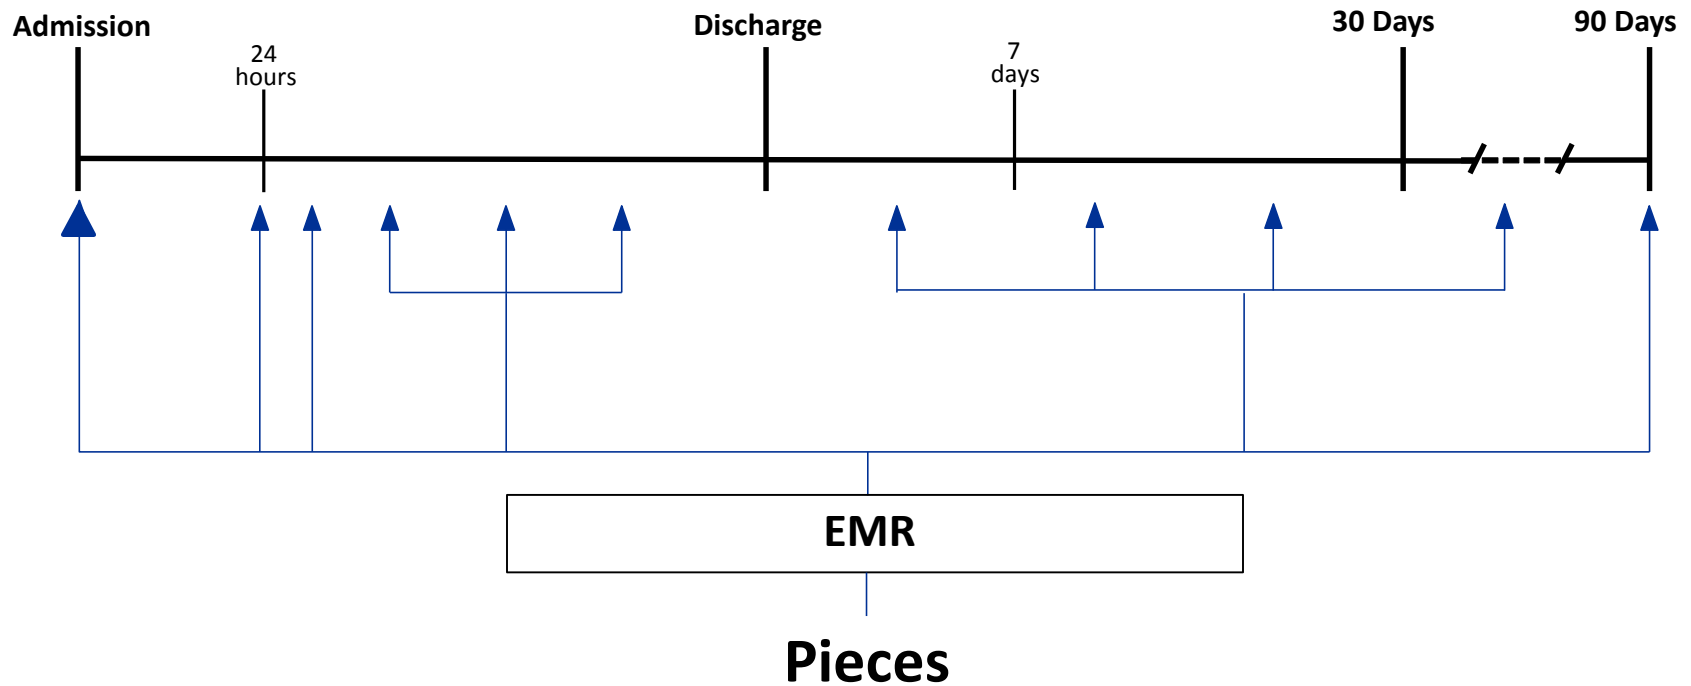 Admission
24
hours
Discharge
7
days
30 Days
90 Days
EMR
Pieces